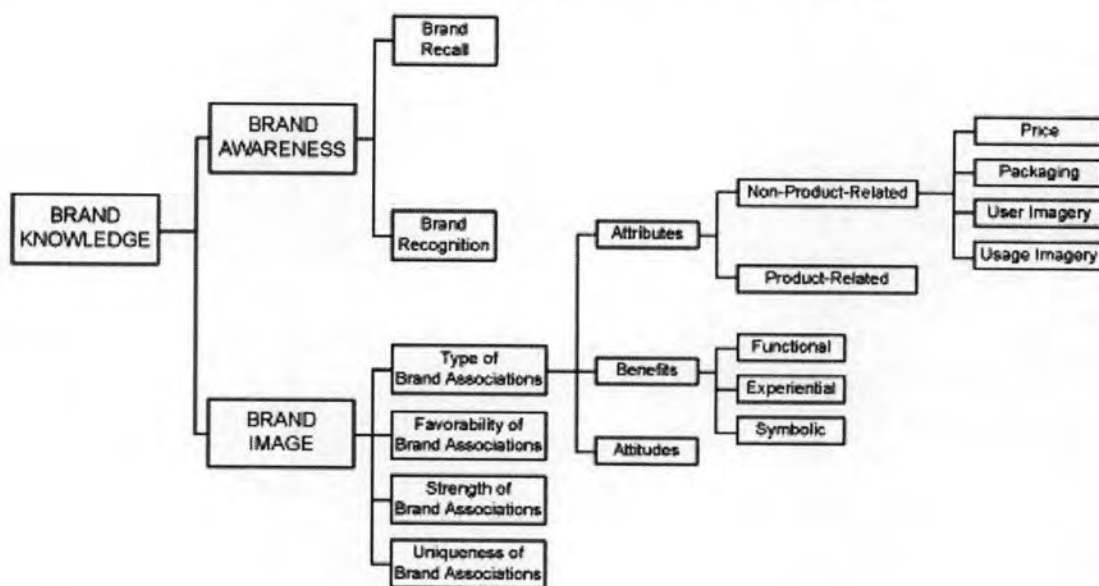 Brand
Recall
BRAND
AWARENESS
BRAND
KNOWLEDGE
Brand
Recognition
Price
Packaging
User Imagery
Usage Imagery
Non-Product-Related
Attributes
Product-Related
Type of
Brand Associations
Benefits
Functional
Experiential
Symbolic
Attitudes
BRAND
IMAGE
Favorability of
Brand Associations
Strength of
Brand Associations
Uniqueness of
Brand Associations